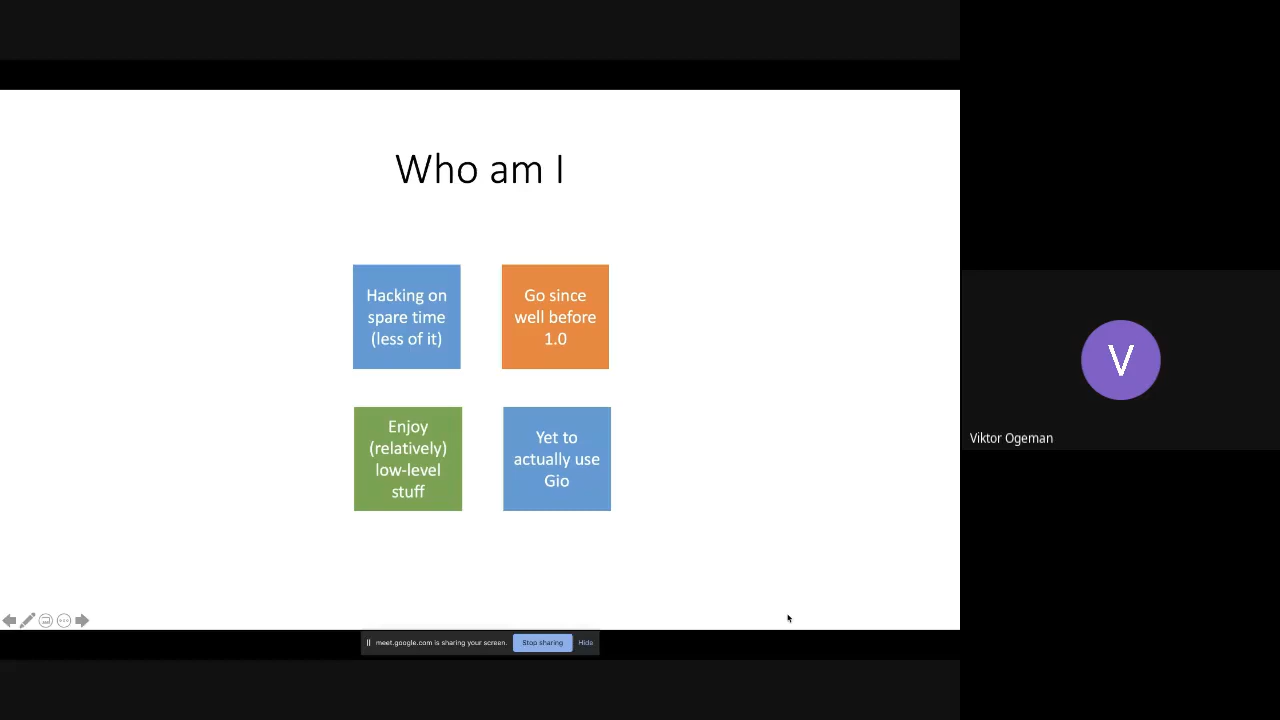 Who am I
Hacking on
spare time
(less of it)
Go since
well before
1.0
Enjoy
(relatively)
low-level
stuff
Yet to
actually use
Gio
V
Viktor Ogeman
meet.google.com is sharing your screen.
Stop sharing
Hide